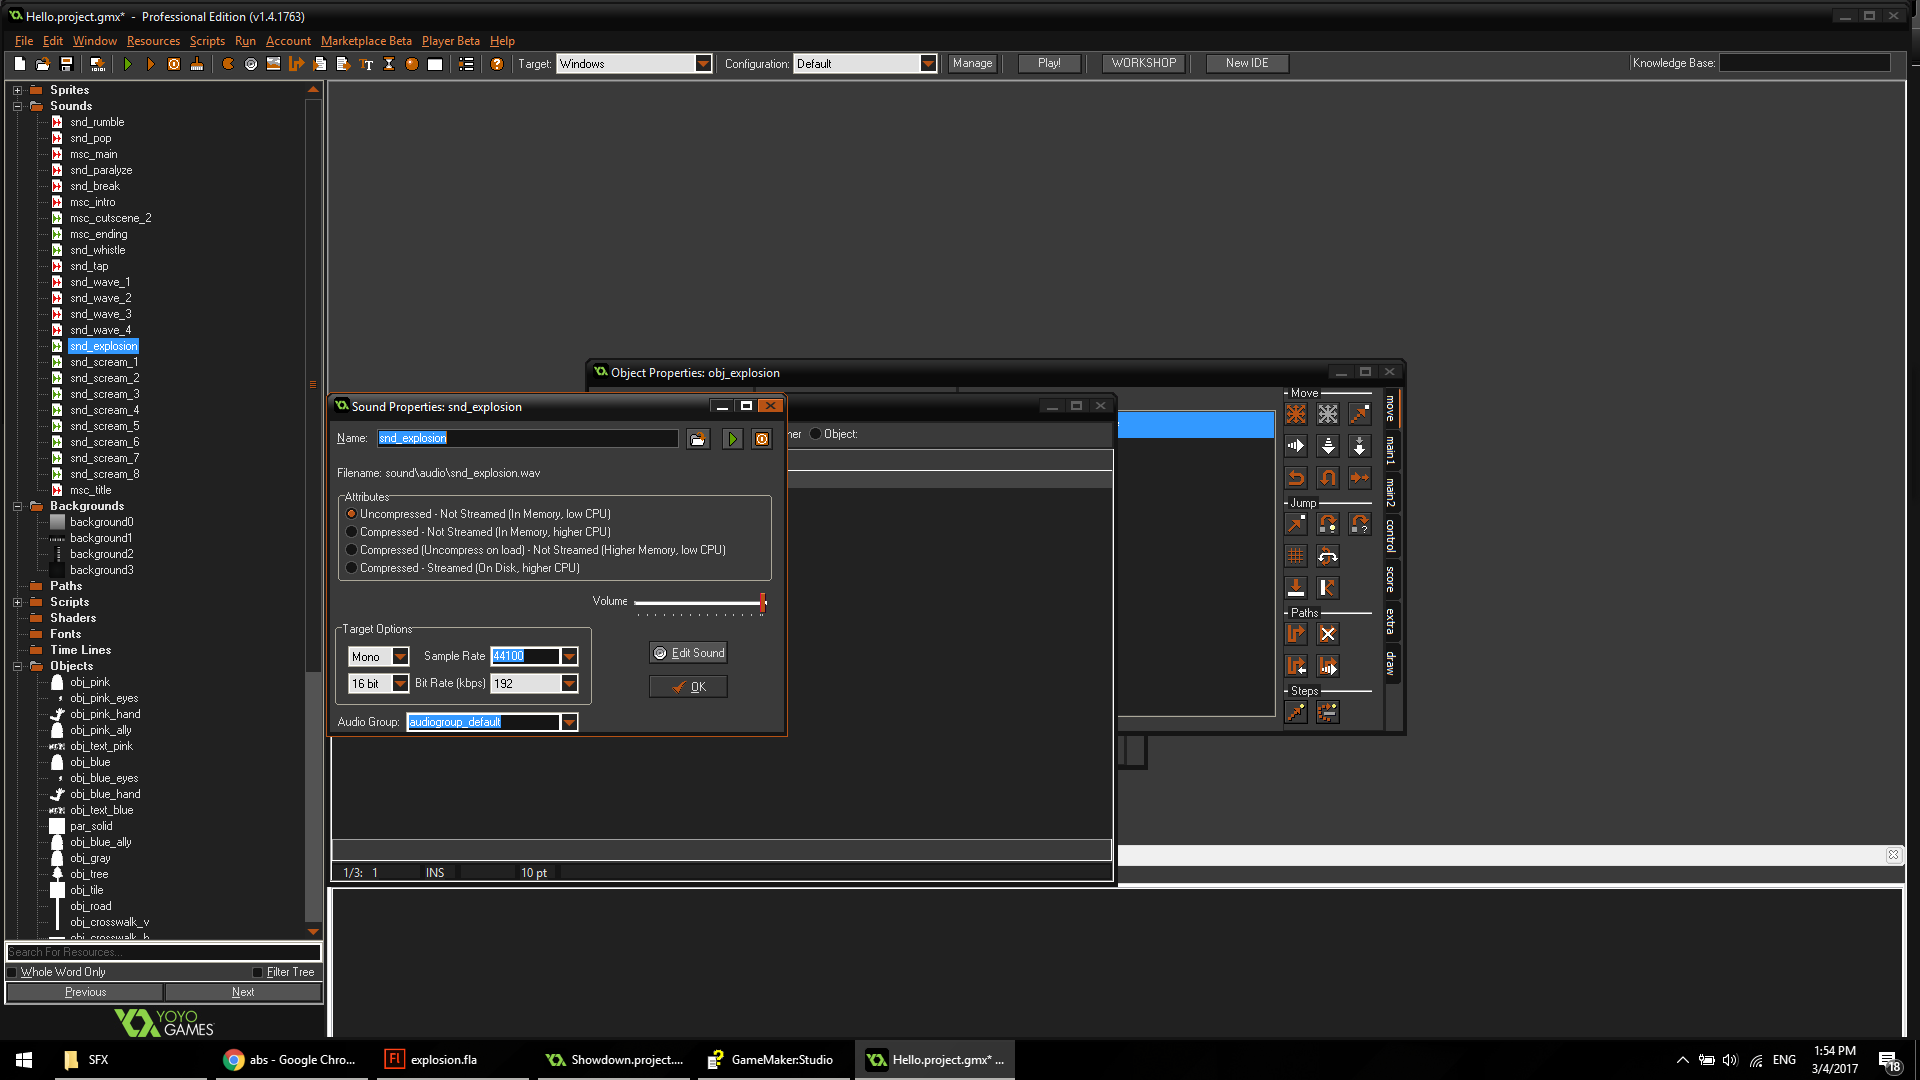 Hello.project.gmx* - Professional Edition (v1.4.1763)
File Edit Window Resources Scripts Run Account Marketplace Beta Player Beta Help
Target: Windows Configuration: Default Manage Play! WORKSHOP New IDE Knowledge Base:
Sprites
Sounds
snd_rumble
snd_pop
msc_main
snd_paralyze
snd_break
msc_intro
msc_cutscene_2
msc_ending
snd_whistle
snd_tap
snd_wave_1
snd_wave_2
snd_wave_3
snd_wave_4
snd_explosion
snd_scream_1
snd_scream_2
snd_scream_3
snd_scream_4
snd_scream_5
snd_scream_6
snd_scream_7
snd_scream_8
msc_title
Backgrounds
background0
background1
background2
background3
Paths
Scripts
Shaders
Fonts
Time Lines
Objects
obj_pink
obj_pink_eyes
obj_pink_hand
obj_pink_ally
obj_text_pink
obj_blue
obj_blue_eyes
obj_blue_hand
obj_text_blue
par_solid
obj_blue_ally
obj_gray
obj_tree
obj_tile
obj_road
obj_crosswalk_v
obj_crosswalk_h
Search For Resources...
Whole Word Only Filter Tree
Previous Next
YOYO
GAMES
Object Properties: obj_explosion
Sound Properties: snd_explosion
Name: snd_explosion
Filename: sound\audio\snd_explosion.wav
Attributes
Uncompressed - Not Streamed (In Memory, low CPU)
Compressed - Not Streamed (In Memory, higher CPU)
Compressed (Uncompress on load) - Not Streamed (Higher Memory, low CPU)
Compressed - Streamed (On Disk, higher CPU)
Volume
Target Options
Mono Sample Rate 44100
16 bit Bit Rate (kbps) 192
Edit Sound
OK
Audio Group: audiogroup_default
her Object:
1/3: 1 INS 10 pt
Move
Jump
Paths
Steps
move
main1
main2
control
score
extra
draw
SFX
abs - Google Chro...
Fl explosion.fla
Showdown.project....
GameMaker:Studio
Hello.project.gmx* ...
ENG
1:54 PM
3/4/2017
18